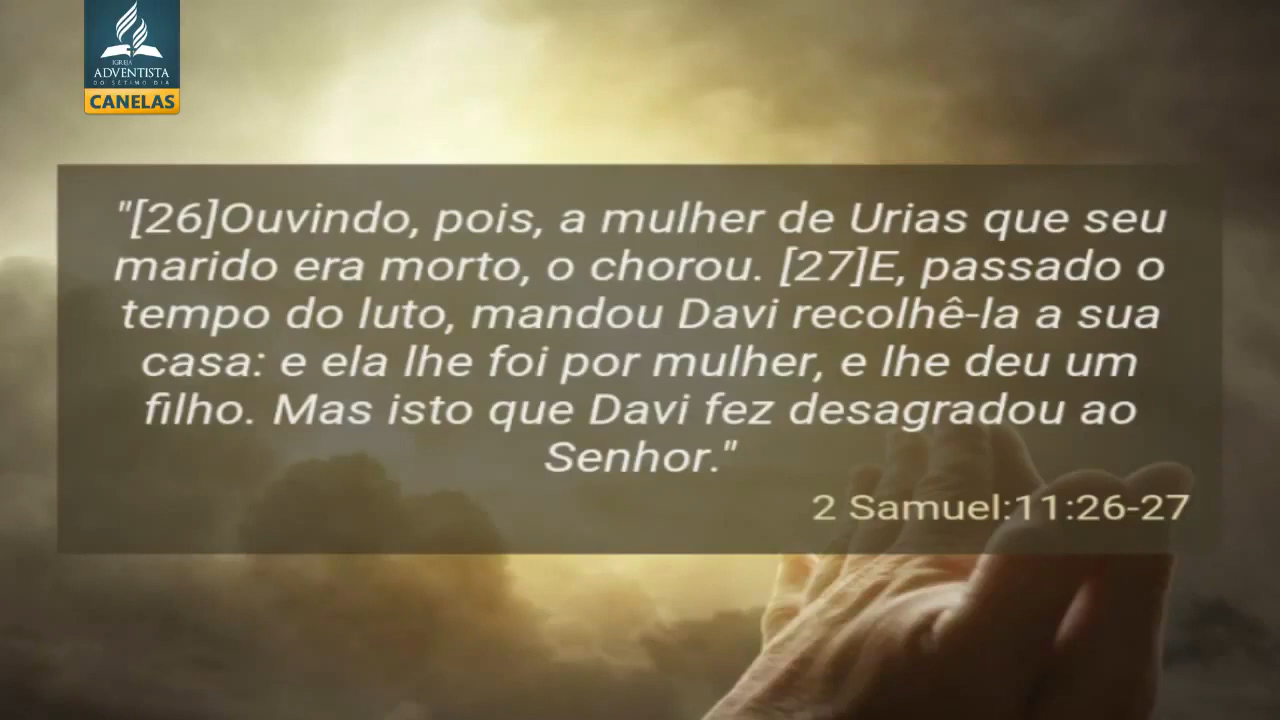 IGREJA
ADVENTISTA
DO SÉTIMO DIA
CANELAS
"[26]Ouvindo, pois, a mulher de Urias que seu
marido era morto, o chorou. [27]E, passado o
tempo do luto, mandou Davi recolhê-la a sua
casa: e ela lhe foi por mulher, e lhe deu um
filho. Mas isto que Davi fez desagradou ao
Senhor."
2 Samuel:11:26-27